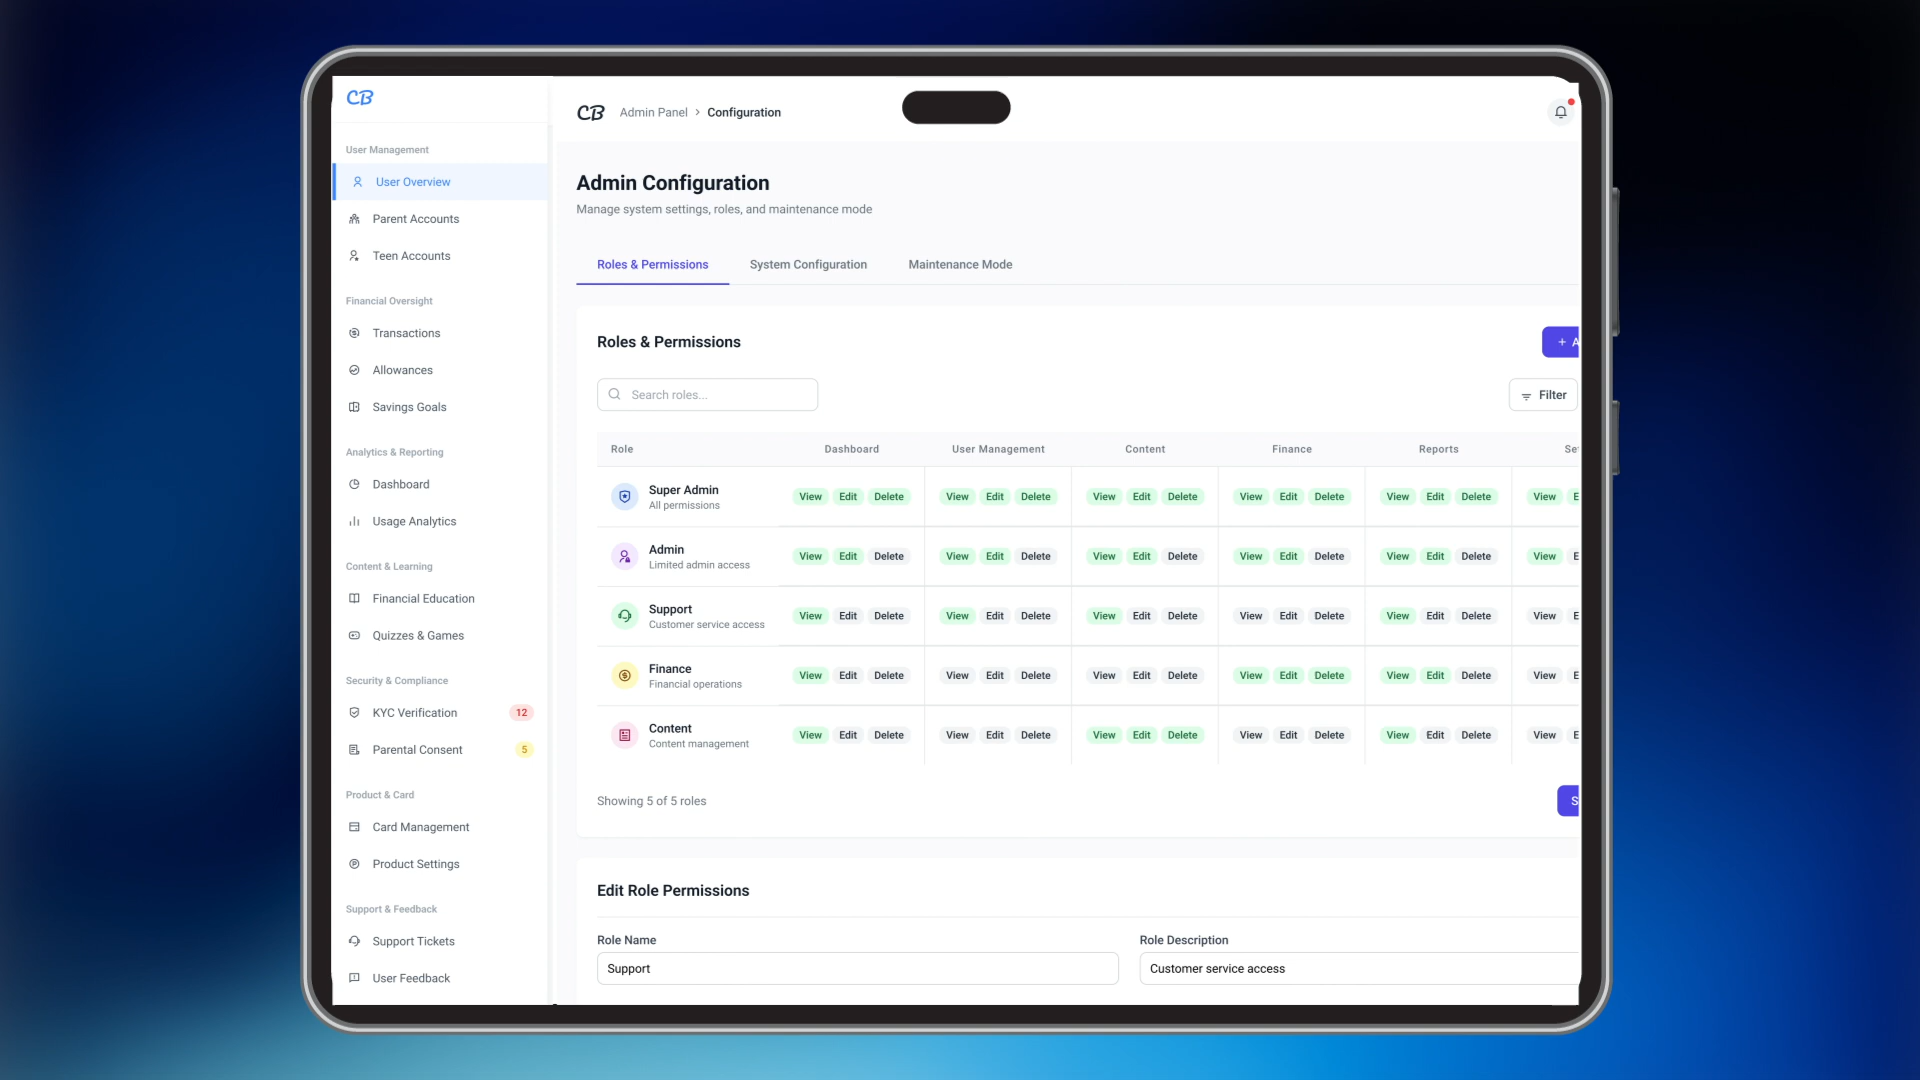 CB
User Management
User Overview
Parent Accounts
Teen Accounts
Financial Oversight
Transactions
Allowances
Savings Goals
Analytics & Reporting
Dashboard
Usage Analytics
Content & Learning
Financial Education
Quizzes & Games
Security & Compliance
KYC Verification 12
Parental Consent 5
Product & Card
Card Management
Product Settings
Support & Feedback
Support Tickets
User Feedback
CB Admin Panel > Configuration
Admin Configuration
Manage system settings, roles, and maintenance mode
Roles & Permissions System Configuration Maintenance Mode
Roles & Permissions
+ A
Search roles...
Filter
Role Dashboard User Management Content Finance Reports Se
Super Admin
All permissions
View Edit Delete View Edit Delete View Edit Delete View Edit Delete View Edit Delete View E
Admin
Limited admin access
View Edit Delete View Edit Delete View Edit Delete View Edit Delete View Edit Delete View E
Support
Customer service access
View Edit Delete View Edit Delete View Edit Delete View Edit Delete View Edit Delete View E
Finance
Financial operations
View Edit Delete View Edit Delete View Edit Delete View Edit Delete View Edit Delete View E
Content
Content management
View Edit Delete View Edit Delete View Edit Delete View Edit Delete View Edit Delete View E
Showing 5 of 5 roles
S
Edit Role Permissions
Role Name
Support
Role Description
Customer service access